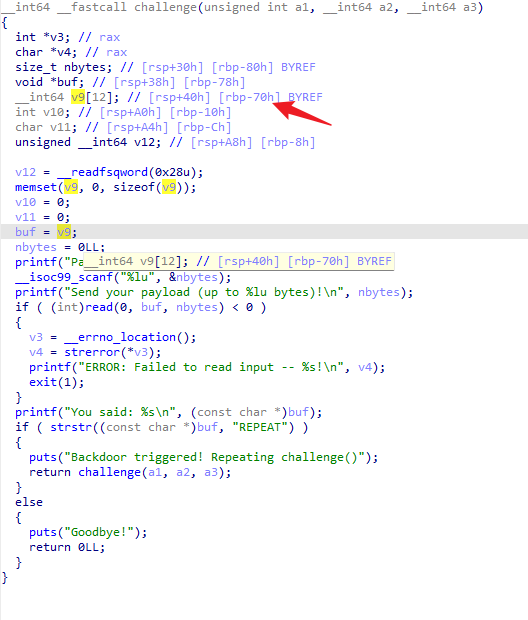 __int64 __fastcall challenge(unsigned int a1, __int64 a2, __int64 a3)
{
  int *v3; // rax
  char *v4; // rax
  size_t nbytes; // [rsp+30h] [rbp-80h] BYREF
  void *buf; // [rsp+38h] [rbp-78h]
  __int64 v9[12]; // [rsp+40h] [rbp-70h] BYREF
  int v10; // [rsp+A0h] [rbp-10h]
  char v11; // [rsp+A4h] [rbp-Ch]
  unsigned __int64 v12; // [rsp+A8h] [rbp-8h]

  v12 = __readfsqword(0x28u);
  memset(v9, 0, sizeof(v9));
  v10 = 0;
  v11 = 0;
  buf = v9;
  nbytes = 0LL;
  printf("Pa
__int64 v9[12]; // [rsp+40h] [rbp-70h] BYREF
  __isoc99_scanf("%lu", &nbytes);
  printf("Send your payload (up to %lu bytes)!\n", nbytes);
  if ( (int)read(0, buf, nbytes) < 0 )
  {
    v3 = __errno_location();
    v4 = strerror(*v3);
    printf("ERROR: Failed to read input -- %s!\n", v4);
    exit(1);
  }
  printf("You said: %s\n", (const char *)buf);
  if ( strstr((const char *)buf, "REPEAT") )
  {
    puts("Backdoor triggered! Repeating challenge()");
    return challenge(a1, a2, a3);
  }
  else
  {
    puts("Goodbye!");
    return 0LL;
  }
}